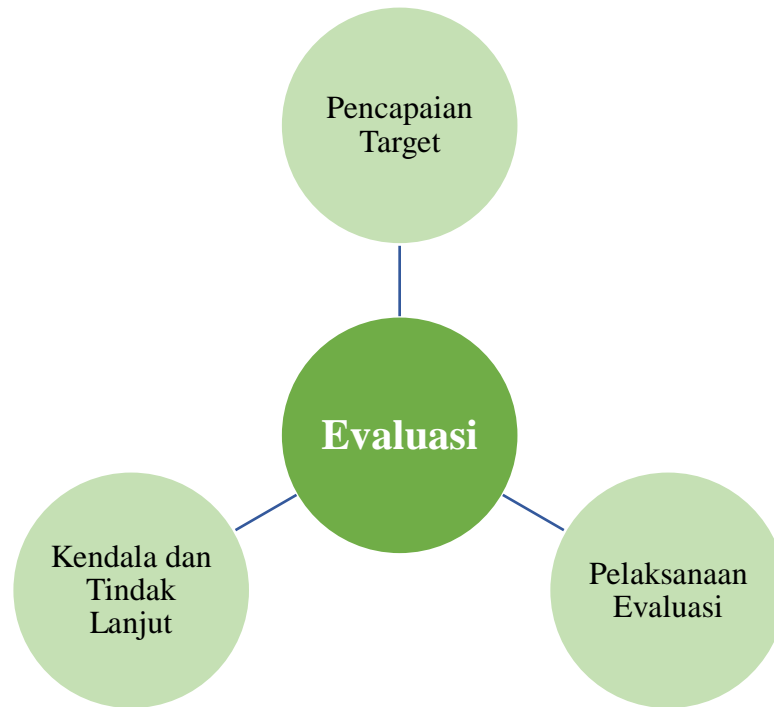 Pencapaian
Target
Evaluasi
Kendala dan
Tindak
Lanjut
Pelaksanaan
Evaluasi